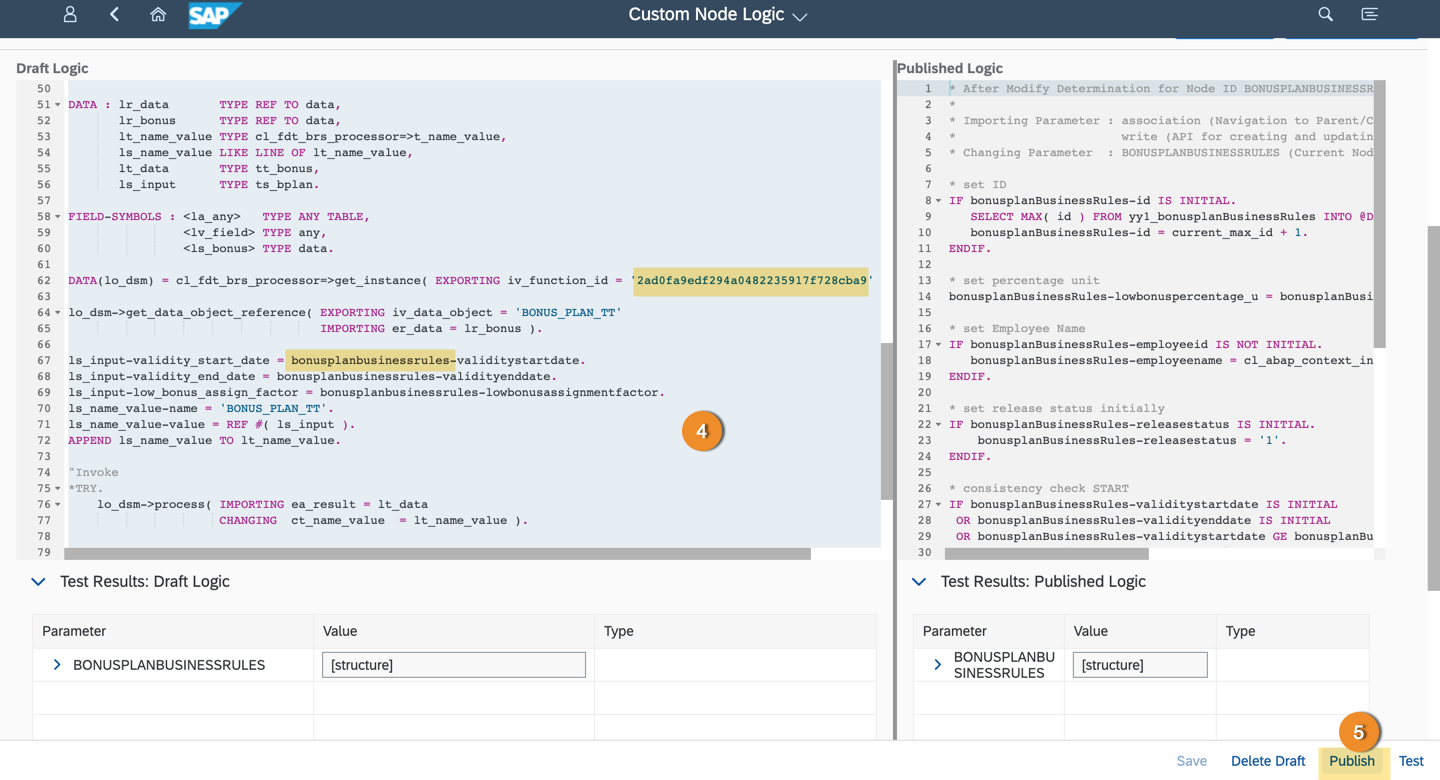 SAP
Custom Node Logic
Draft Logic
50
51 DATA : lr_data TYPE REF TO data,
52 lr_bonus TYPE REF TO data,
53 lt_name_value TYPE cl_fdt_brs_processor=>t_name_value,
54 ls_name_value LIKE LINE OF lt_name_value,
55 lt_data TYPE tt_bonus,
56 ls_input TYPE ts_bplan.
57
58 FIELD-SYMBOLS : <la_any> TYPE ANY TABLE,
59 <lv_field> TYPE any,
60 <ls_bonus> TYPE data.
61
62 DATA(lo_dsm) = cl_fdt_brs_processor=>get_instance( EXPORTING iv_function_id = '2ad0fa9edf294a0482235917f728cba9'
63
64 lo_dsm->get_data_object_reference( EXPORTING iv_data_object = 'BONUS_PLAN_TT'
65 IMPORTING er_data = lr_bonus ).
66
67 ls_input-validity_start_date = bonusplanbusinessrules-validitystartdate.
68 ls_input-validity_end_date = bonusplanbusinessrules-validityenddate.
69 ls_input-low_bonus_assign_factor = bonusplanbusinessrules-lowbonusassignmentfactor.
70 ls_name_value-name = 'BONUS_PLAN_TT'.
71 ls_name_value-value = REF #( ls_input ).
72 APPEND ls_name_value TO lt_name_value.
73
74 "Invoke
75 *TRY.
76 lo_dsm->process( IMPORTING ea_result = lt_data
77 CHANGING ct_name_value = lt_name_value ).
78
79
4
Published Logic
1 * After Modify Determination for Node ID BONUSPLANBUSINESSR
2 *
3 * Importing Parameter : association (Navigation to Parent/C
4 * write (API for creating and updatin
5 * Changing Parameter : BONUSPLANBUSINESSRULES (Current Nod
6
7 * set ID
8 IF bonusplanBusinessRules-id IS INITIAL.
9 SELECT MAX( id ) FROM yy1_bonusplanBusinessRules INTO @D
10 bonusplanBusinessRules-id = current_max_id + 1.
11 ENDIF.
12
13 * set percentage unit
14 bonusplanBusinessRules-lowbonuspercentage_u = bonusplanBusi
15
16 * set Employee Name
17 IF bonusplanBusinessRules-employeeid IS NOT INITIAL.
18 bonusplanBusinessRules-employeename = cl_abap_context_in
19 ENDIF.
20
21 * set release status initially
22 IF bonusplanBusinessRules-releasestatus IS INITIAL.
23 bonusplanBusinessRules-releasestatus = '1'.
24 ENDIF.
25
26 * consistency check START
27 IF bonusplanBusinessRules-validitystartdate IS INITIAL
28 OR bonusplanBusinessRules-validityenddate IS INITIAL
29 OR bonusplanBusinessRules-validitystartdate GE bonusplanBu
30
Test Results: Draft Logic
Parameter Value Type
BONUSPLANBUSINESSRULES [structure]
Test Results: Published Logic
Parameter Value Type
BONUSPLANBU
SINESSRULES [structure]
5
Save Delete Draft Publish Test